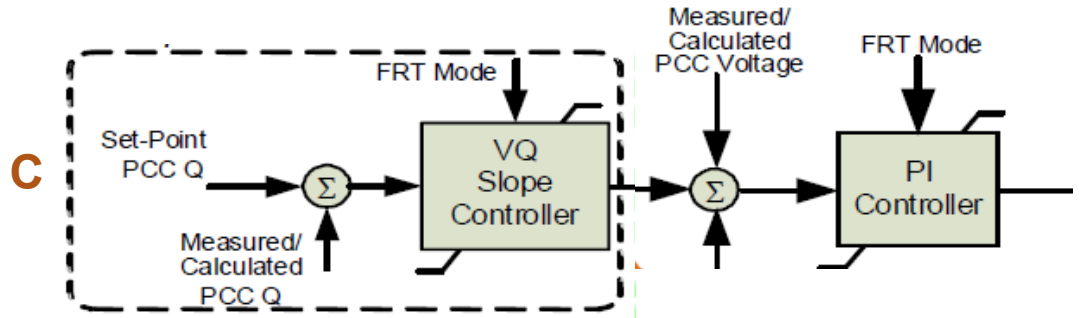 C
Set-Point
PCC Q
Σ
Measured/
Calculated
PCC Q
FRT Mode
VQ
Slope
Controller
Measured/
Calculated
PCC Voltage
Σ
FRT Mode
PI
Controller